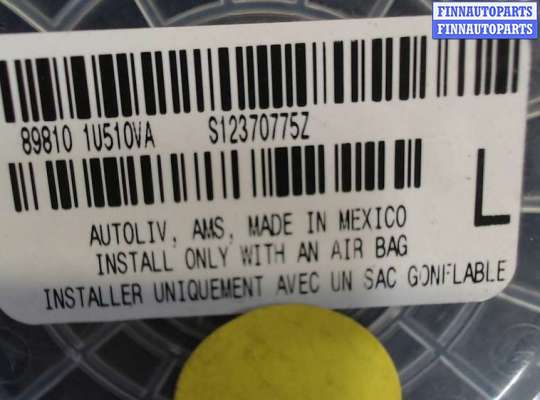 FINNAUTOPARTS
FINNAUTOPARTS
89810 1U510VA S12370775Z
L
AUTOLIV, AMS, MADE IN MEXICO
INSTALL ONLY WITH AN AIR BAG
INSTALLER UNIQUEMENT AVEC UN SAC GONFLABLE